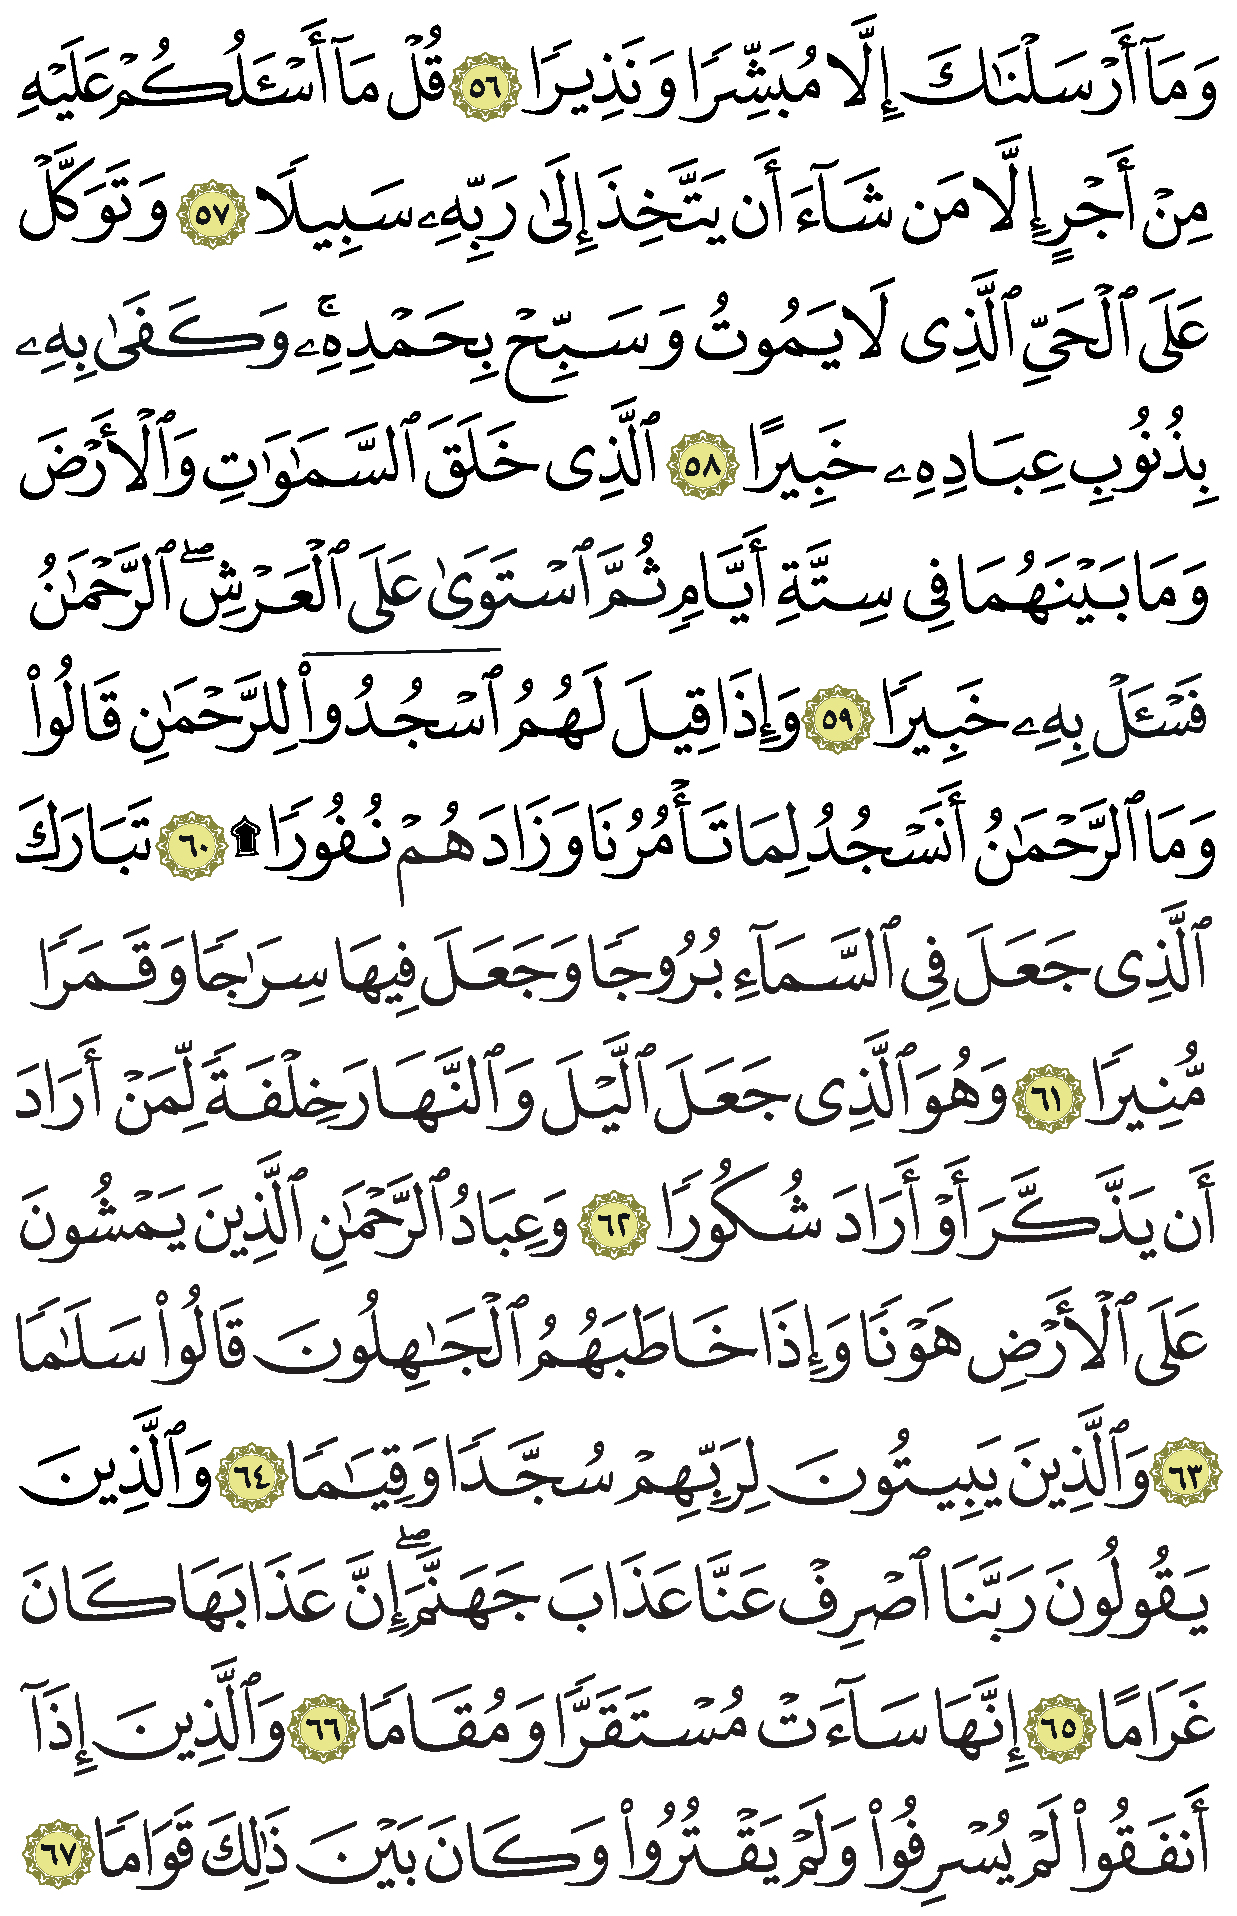 وَمَآ أَرْسَلْنَٰكَ إِلَّا مُبَشِّرًا وَنَذِيرًا ٥٦ قُلْ مَآ أَسْـَٔلُكُمْ عَلَيْهِ
مِنْ أَجْرٍ إِلَّا مَن شَآءَ أَن يَتَّخِذَ إِلَىٰ رَبِّهِۦ سَبِيلًا ٥٧ وَتَوَكَّلْ
عَلَى ٱلْحَىِّ ٱلَّذِى لَا يَمُوتُ وَسَبِّحْ بِحَمْدِهِۦ ۚ وَكَفَىٰ بِهِۦ
بِذُنُوبِ عِبَادِهِۦ خَبِيرًا ٥٨ ٱلَّذِى خَلَقَ ٱلسَّمَٰوَٰتِ وَٱلْأَرْضَ
وَمَا بَيْنَهُمَا فِى سِتَّةِ أَيَّامٍ ثُمَّ ٱسْتَوَىٰ عَلَى ٱلْعَرْشِ ۖ ٱلرَّحْمَٰنُ
فَسْـَٔلْ بِهِۦ خَبِيرًا ٥٩ وَإِذَا قِيلَ لَهُمُ ٱسْجُدُوا۟ لِلرَّحْمَٰنِ قَالُوا۟
وَمَا ٱلرَّحْمَٰنُ أَنَسْجُدُ لِمَا تَأْمُرُنَا وَزَادَهُمْ نُفُورًا ۩ ٦٠ تَبَارَكَ
ٱلَّذِى جَعَلَ فِى ٱلسَّمَآءِ بُرُوجًا وَجَعَلَ فِيهَا سِرَٰجًا وَقَمَرًا
مُّنِيرًا ٦١ وَهُوَ ٱلَّذِى جَعَلَ ٱلَّيْلَ وَٱلنَّهَارَ خِلْفَةً لِّمَنْ أَرَادَ
أَن يَذَّكَّرَ أَوْ أَرَادَ شُكُورًا ٦٢ وَعِبَادُ ٱلرَّحْمَٰنِ ٱلَّذِينَ يَمْشُونَ
عَلَى ٱلْأَرْضِ هَوْنًا وَإِذَا خَاطَبَهُمُ ٱلْجَٰهِلُونَ قَالُوا۟ سَلَٰمًا
٦٣ وَٱلَّذِينَ يَبِيتُونَ لِرَبِّهِمْ سُجَّدًا وَقِيَٰمًا ٦٤ وَٱلَّذِينَ
يَقُولُونَ رَبَّنَا ٱصْرِفْ عَنَّا عَذَابَ جَهَنَّمَ ۖ إِنَّ عَذَابَهَا كَانَ
غَرَامًا ٦٥ إِنَّهَا سَآءَتْ مُسْتَقَرًّا وَمُقَامًا ٦٦ وَٱلَّذِينَ إِذَآ
أَنفَقُوا۟ لَمْ يُسْرِفُوا۟ وَلَمْ يَقْتُرُوا۟ وَكَانَ بَيْنَ ذَٰلِكَ قَوَامًا ٦٧